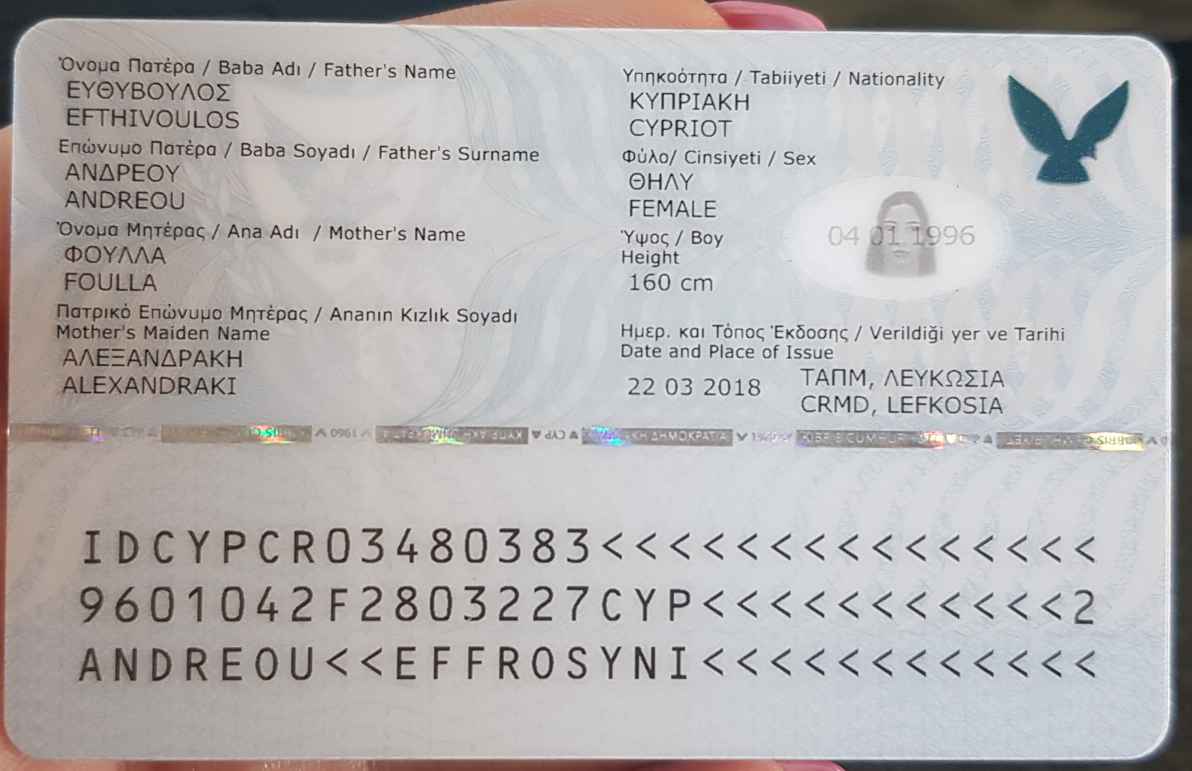 Όνομα Πατέρα / Baba Adı / Father's Name
ΕΥΘΥΒΟΥΛΟΣ
EFTHIVOULOS
Επώνυμο Πατέρα / Baba Soyadı / Father's Surname
ΑΝΔΡΕΟΥ
ANDREOU
Όνομα Μητέρας / Ana Adı / Mother's Name
ΦΟΥΛΛΑ
FOULLA
Πατρικό Επώνυμο Μητέρας / Ananın Kızlık Soyadı
Mother's Maiden Name
ΑΛΕΞΑΝΔΡΑΚΗ
ALEXANDRAKI
Υπηκοότητα / Tabiiyeti / Nationality
ΚΥΠΡΙΑΚΗ
CYPRIOT
Φύλο/ Cinsiyeti / Sex
ΘΗΛΥ
FEMALE
Ύψος / Boy
Height
160 cm
04 01 1996
Ημερ. και Τόπος Έκδοσης / Verildiği yer ve Tarihi
Date and Place of Issue
22 03 2018
ΤΑΠΜ, ΛΕΥΚΩΣΙΑ
CRMD, LEFKOSIA
1960 CYP ΔΗΜΟΚΡΑΤΙΑ
IDCYPCR03480383<<<<<<<<<<<<<<<
9601042F2803227CYP<<<<<<<<<<<2
ANDREOU<<EFFROSYNI<<<<<<<<<<<<